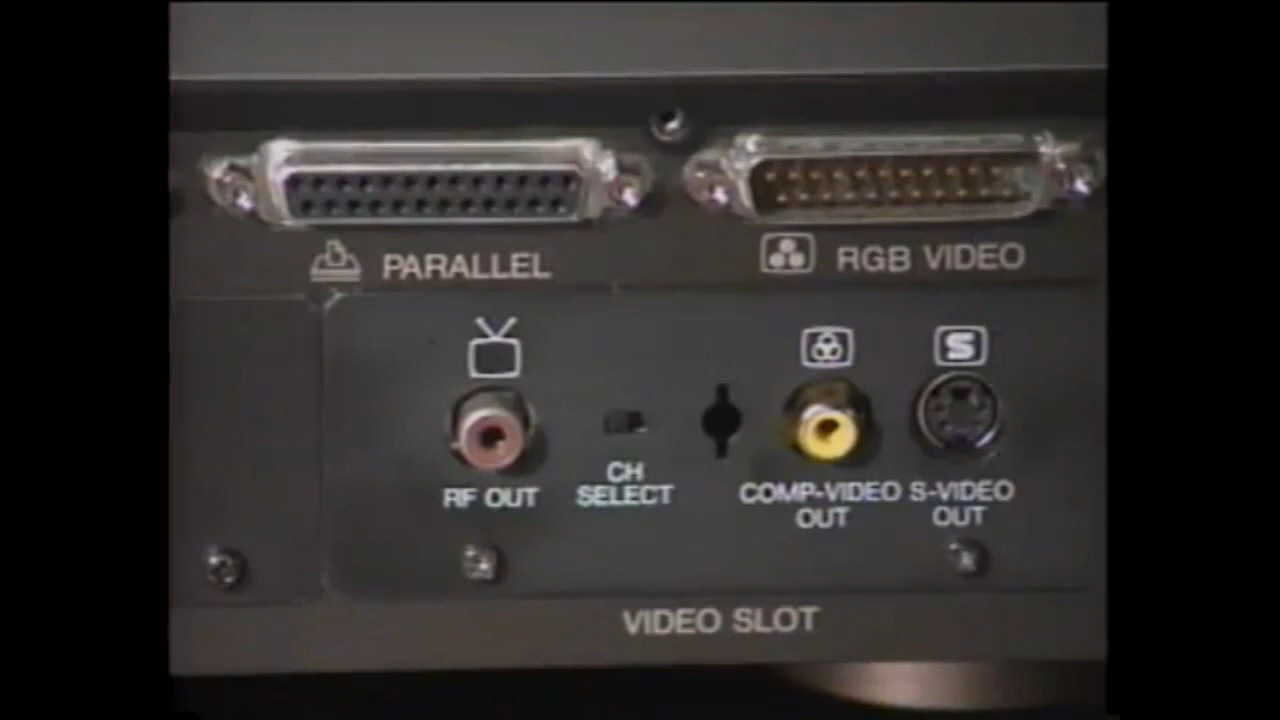 PARALLEL
RGB VIDEO
S
RF OUT
CH
SELECT
COMP-VIDEO
OUT
S-VIDEO
OUT
VIDEO SLOT